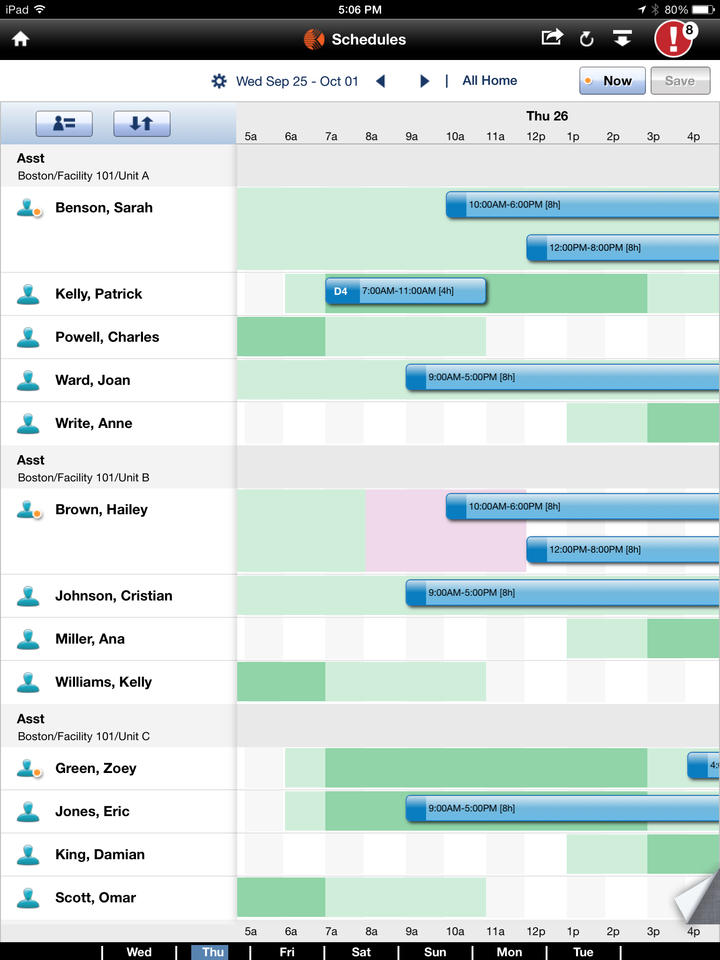 iPad 5:06 PM 80%
Schedules 8
Wed Sep 25 - Oct 01 | All Home Now Save
Thu 26
5a 6a 7a 8a 9a 10a 11a 12p 1p 2p 3p 4p
Asst
Boston/Facility 101/Unit A
Benson, Sarah 10:00AM-6:00PM [8h]
12:00PM-8:00PM [8h]
Kelly, Patrick D4 7:00AM-11:00AM [4h]
Powell, Charles
Ward, Joan 9:00AM-5:00PM [8h]
Write, Anne
Asst
Boston/Facility 101/Unit B
Brown, Hailey 10:00AM-6:00PM [8h]
12:00PM-8:00PM [8h]
Johnson, Cristian 9:00AM-5:00PM [8h]
Miller, Ana
Williams, Kelly
Asst
Boston/Facility 101/Unit C
Green, Zoey 4:
Jones, Eric 9:00AM-5:00PM [8h]
King, Damian
Scott, Omar
5a 6a 7a 8a 9a 10a 11a 12p 1p 2p 3p 4p
Wed Thu Fri Sat Sun Mon Tue